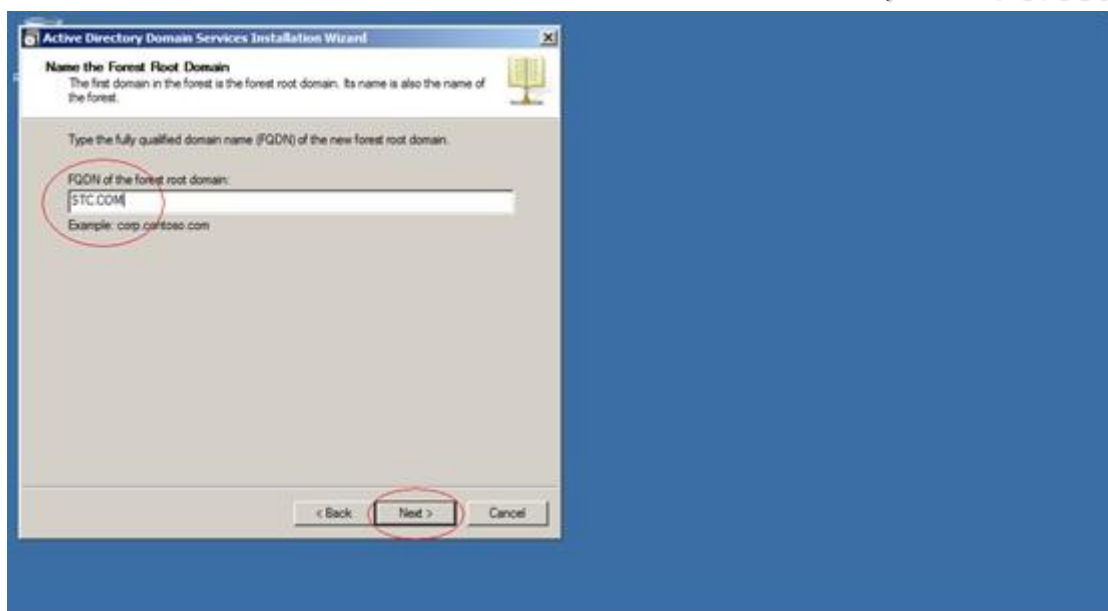 Active Directory Domain Services Installation Wizard
Name the Forest Root Domain
The first domain in the forest is the forest root domain. Its name is also the name of
the forest.
Type the fully qualified domain name (FQDN) of the new forest root domain.
FQDN of the forest root domain:
STC.COM
Example: corp.contoso.com
< Back
Next >
Cancel